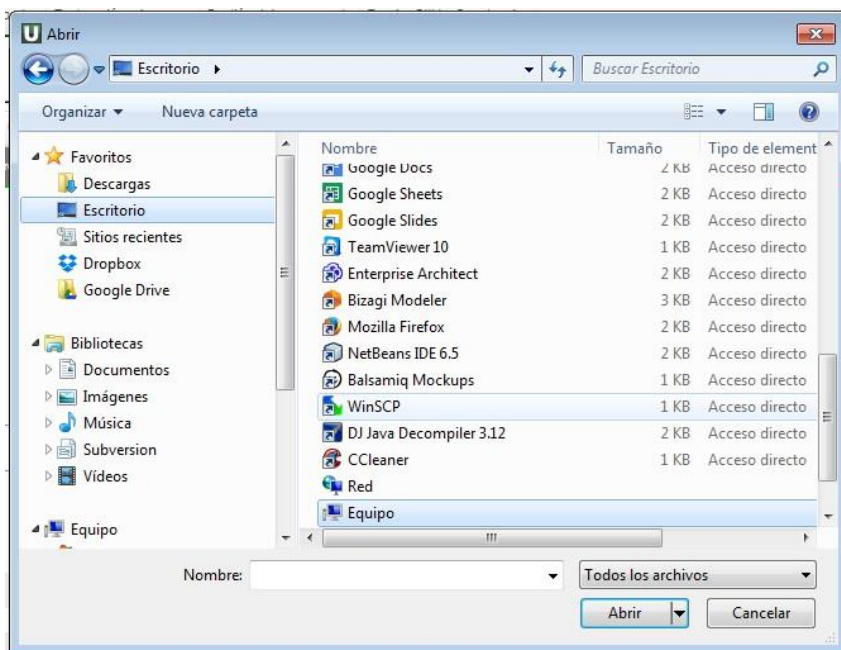 Abrir
Escritorio
Buscar Escritorio
Organizar
Nueva carpeta
Nombre Tamaño Tipo de element
Favoritos
Descargas
Escritorio
Sitios recientes
Dropbox
Google Drive
Bibliotecas
Documentos
Imágenes
Música
Subversion
Vídeos
Equipo
Google Docs 2 KB Acceso directo
Google Sheets 2 KB Acceso directo
Google Slides 2 KB Acceso directo
TeamViewer 10 1 KB Acceso directo
Enterprise Architect 2 KB Acceso directo
Bizagi Modeler 3 KB Acceso directo
Mozilla Firefox 2 KB Acceso directo
NetBeans IDE 6.5 2 KB Acceso directo
Balsamiq Mockups 1 KB Acceso directo
WinSCP 1 KB Acceso directo
DJ Java Decompiler 3.12 2 KB Acceso directo
CCleaner 1 KB Acceso directo
Red
Equipo
Nombre:
Todos los archivos
Abrir
Cancelar